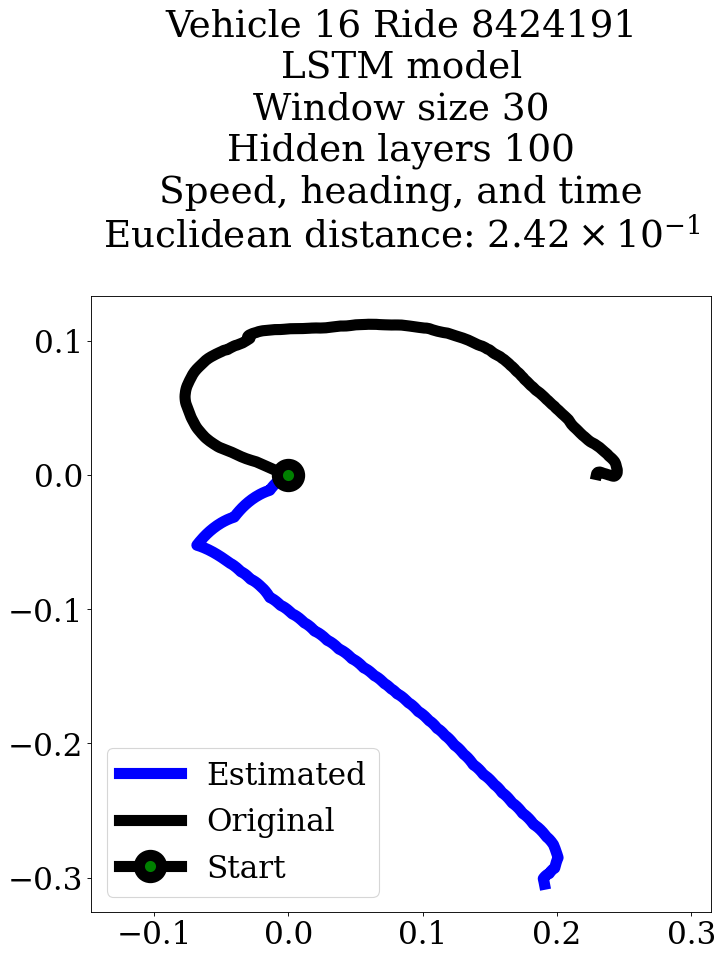 Vehicle 16 Ride 8424191
LSTM model
Window size 30
Hidden layers 100
Speed, heading, and time
Euclidean distance: 2.42 × 10⁻¹
0.1
0.0
−0.1
−0.2
−0.3
Estimated
Original
Start
−0.1 0.0 0.1 0.2 0.3